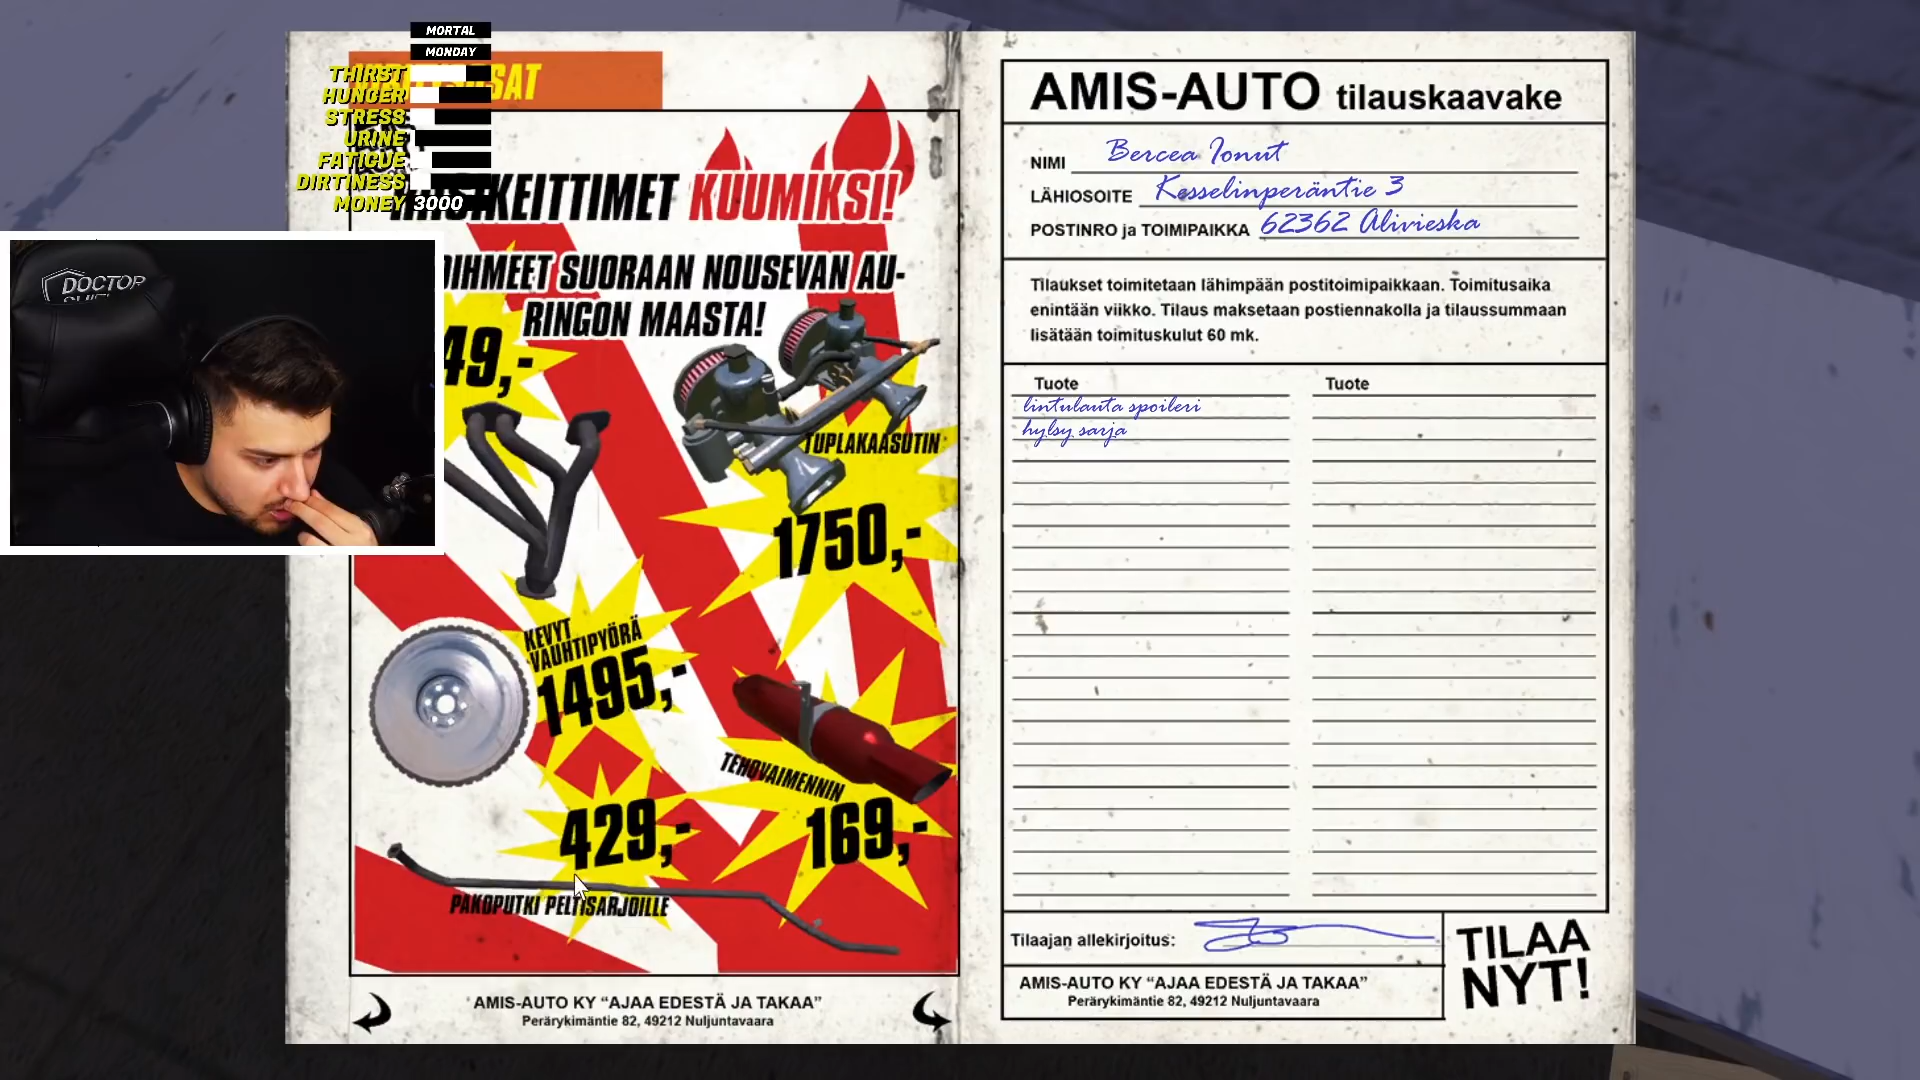 MORTAL
MONDAY
THIRST
HUNGER
STRESS
URINE
FATIGUE
DIRTINESS
MONEY 3000
KUUMIKSI!
SUORAAN NOUSEVAN AU-
RINGON MAASTA!
49,-
TUPLAKAASUTIN
1750,-
KEVYT
VAUHTIPYÖRÄ
1495,-
TEHOVAIMENNIN
169,-
429,-
PAKOPUTKI PELTISARJOILLE
AMIS-AUTO KY “AJAA EDESTÄ JA TAKAA”
Perärykimäntie 82, 49212 Nuljuntavaara
DOCTOR
AMIS-AUTO tilauskaavake
NIMI Bercea Ionut
LÄHIOSOITE Kesselinperäntie 3
POSTINRO ja TOIMIPAIKKA 62362 Alivieska
Tilaukset toimitetaan lähimpään postitoimipaikkaan. Toimitusaika
enintään viikko. Tilaus maksetaan postiennakolla ja tilaussummaan
lisätään toimituskulut 60 mk.
Tuote Tuote
lintulauta spoileri
hylsy sarja
Tilaajan allekirjoitus:
AMIS-AUTO KY “AJAA EDESTÄ JA TAKAA”
Perärykimäntie 82, 49212 Nuljuntavaara
TILAA
NYT!